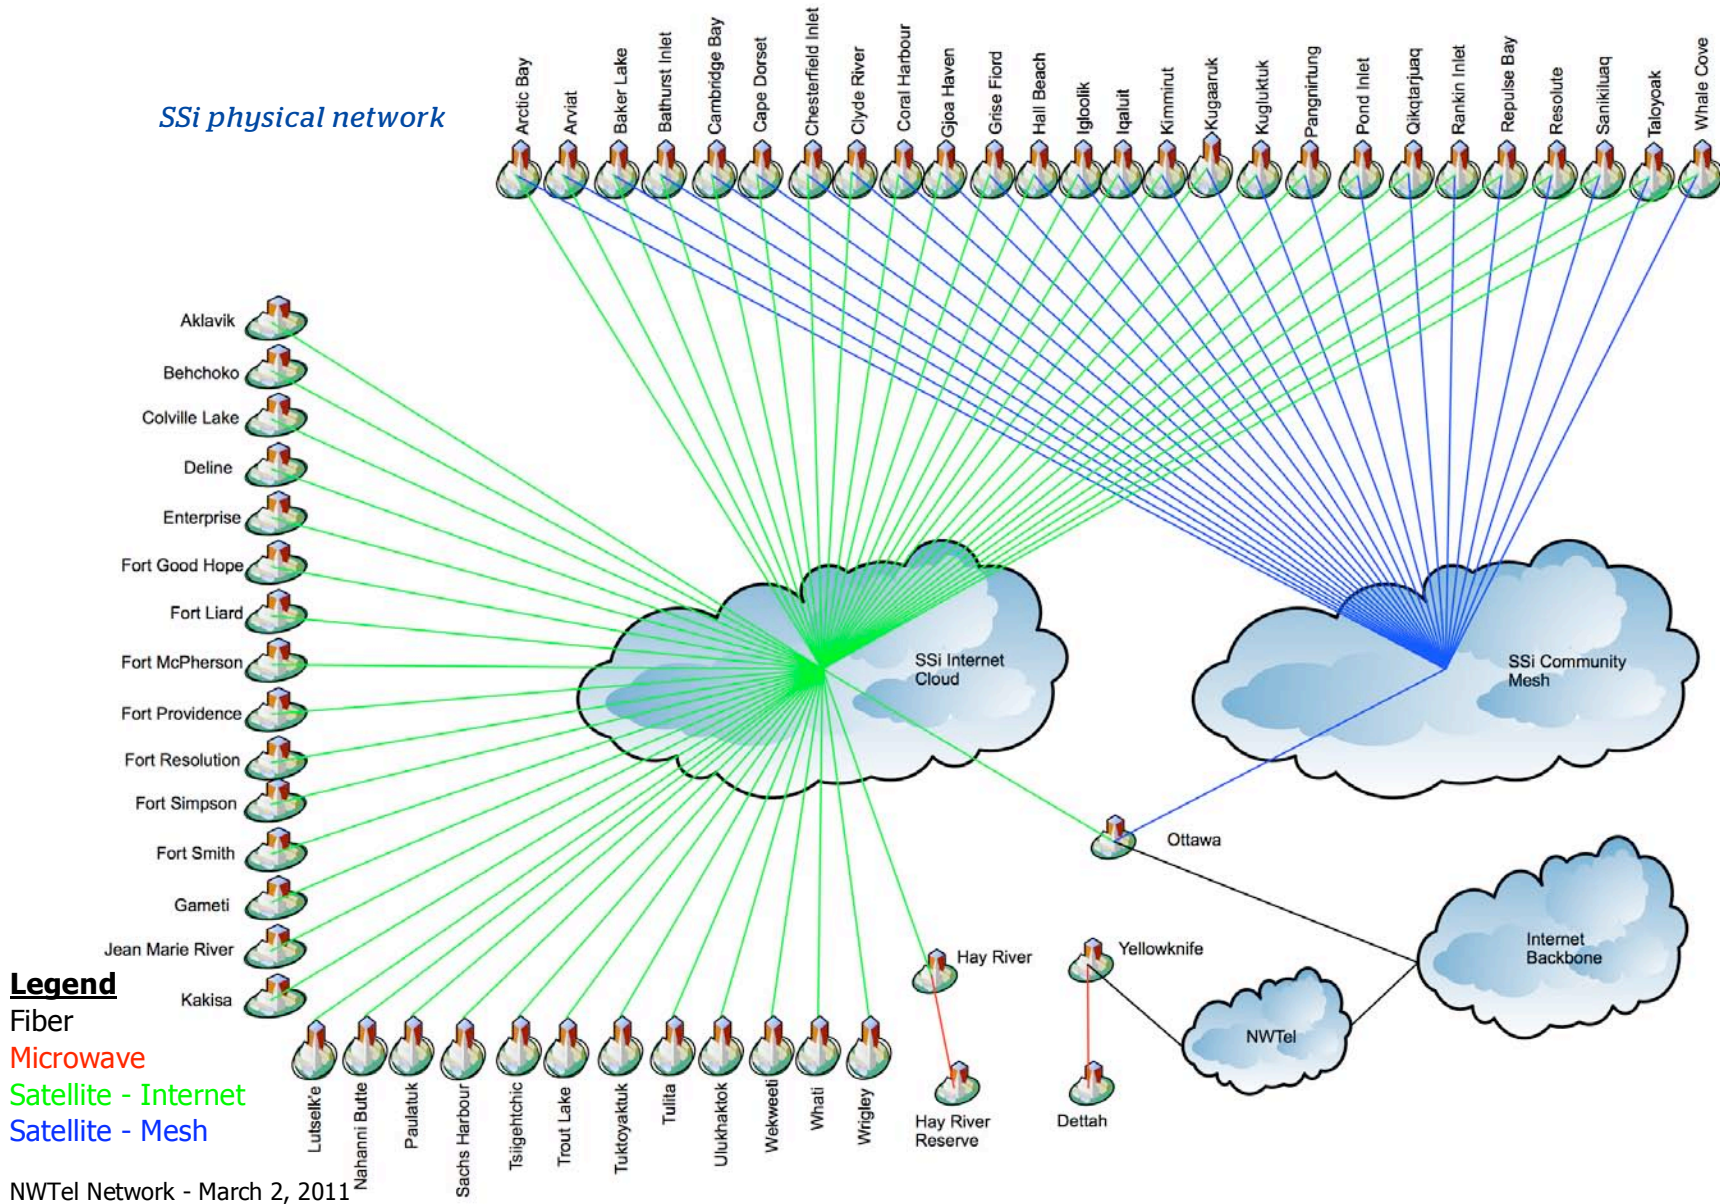 SSi physical network
Arctic Bay
Arviat
Baker Lake
Bathurst Inlet
Cambridge Bay
Cape Dorset
Chesterfield Inlet
Clyde River
Coral Harbour
Gjoa Haven
Grise Fiord
Hall Beach
Igloolik
Iqaluit
Kimmirut
Kugaaruk
Kugluktuk
Pangnirtung
Pond Inlet
Qikqtarjuaq
Rankin Inlet
Repulse Bay
Resolute
Sanikiluaq
Taloyoak
Whale Cove
Aklavik
Behchoko
Colville Lake
Deline
Enterprise
Fort Good Hope
Fort Liard
Fort McPherson
Fort Providence
Fort Resolution
Fort Simpson
Fort Smith
Gameti
Jean Marie River
Kakisa
SSi Internet
Cloud
SSi Community
Mesh
Ottawa
Internet
Backbone
Hay River
Yellowknife
NWTel
Hay River
Reserve
Dettah
Lutselk'e
Nahanni Butte
Paulatuk
Sachs Harbour
Tsiigehtchic
Trout Lake
Tuktoyaktuk
Tulita
Ulukhaktok
Wekweeti
Whati
Wrigley
Legend
Fiber
Microwave
Satellite - Internet
Satellite - Mesh
NWTel Network - March 2, 2011